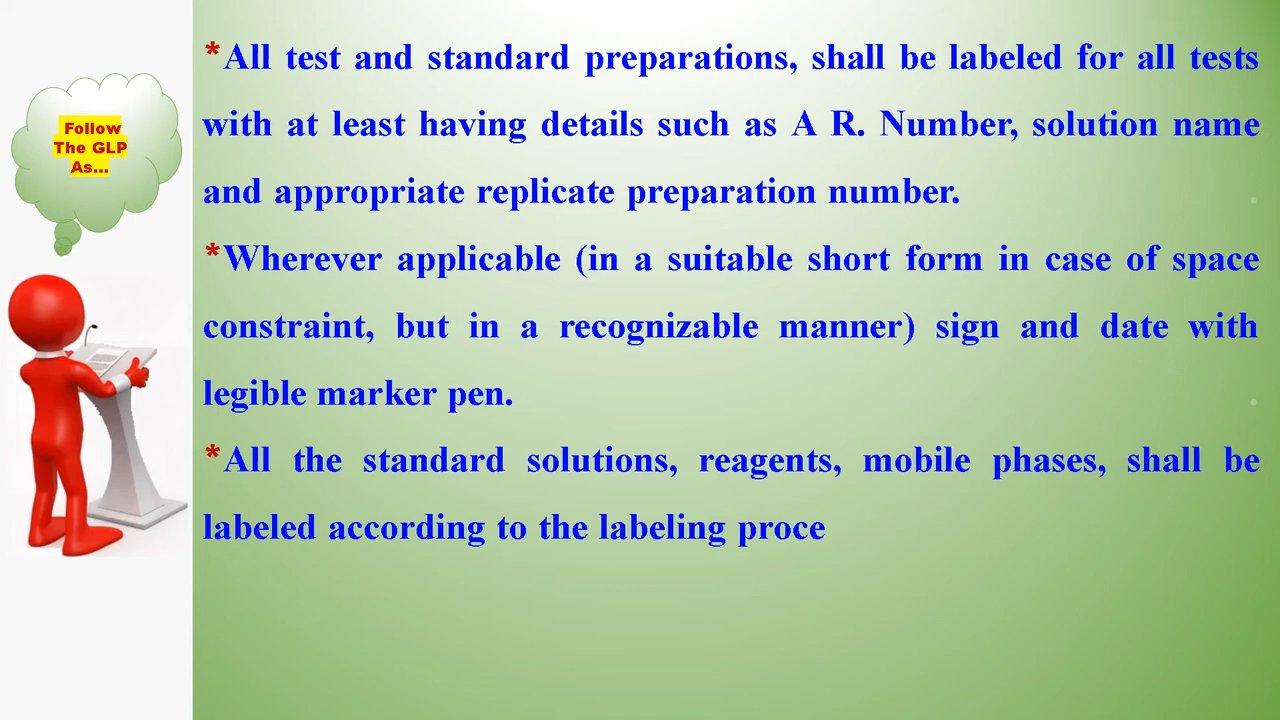 Follow
The GLP
As...
*All test and standard preparations, shall be labeled for all tests
with at least having details such as A R. Number, solution name
and appropriate replicate preparation number.
*Wherever applicable (in a suitable short form in case of space
constraint, but in a recognizable manner) sign and date with
legible marker pen.
*All the standard solutions, reagents, mobile phases, shall be
labeled according to the labeling proce